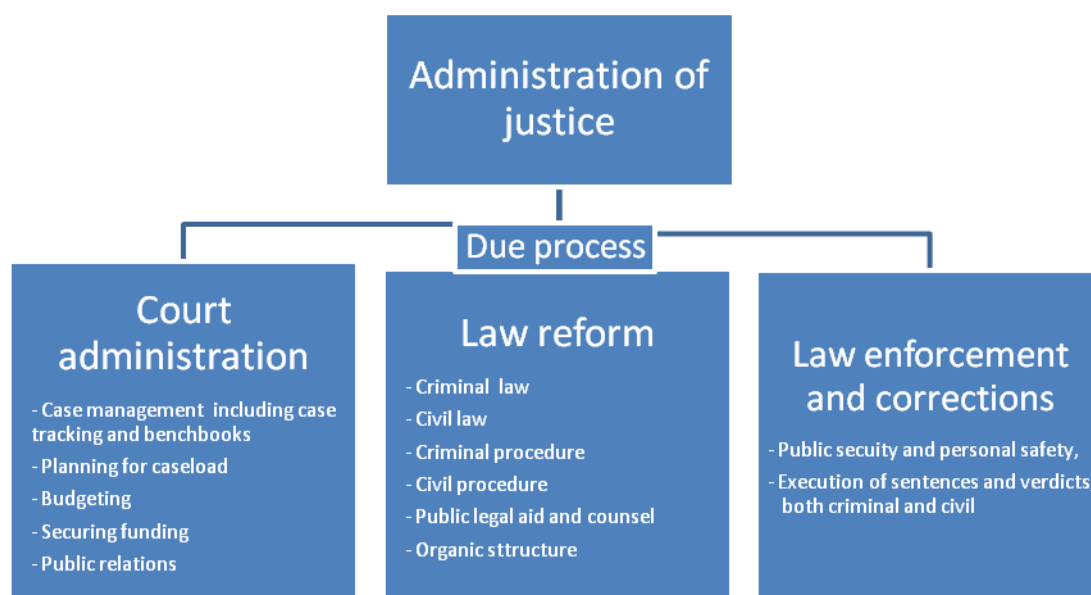 Administration of
justice
Due process
Court
administration
- Case management including case
tracking and benchbooks
- Planning for caseload
- Budgeting
- Securing funding
- Public relations
Law reform
- Criminal law
- Civil law
- Criminal procedure
- Civil procedure
- Public legal aid and counsel
- Organic sttructure
Law enforcement
and corrections
- Public secuity and personal safety,
- Execution of sentences and verdicts
both criminal and civil